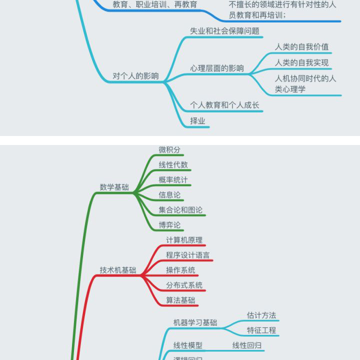 教育、职业培训、再教育
不擅长的领域进行有针对性的人
员教育和再培训；
失业和社会保障问题
人类的自我价值
心理层面的影响
人类的自我实现
对个人的影响
人机协同时代的人
类心理学
个人教育和个人成长
择业
微积分
线性代数
概率统计
数学基础
信息论
集合论和图论
博弈论
计算机原理
程序设计语言
技术机基础
操作系统
分布式系统
算法基础
估计方法
机器学习基础
特征工程
线性模型
线性回归
逻辑回归